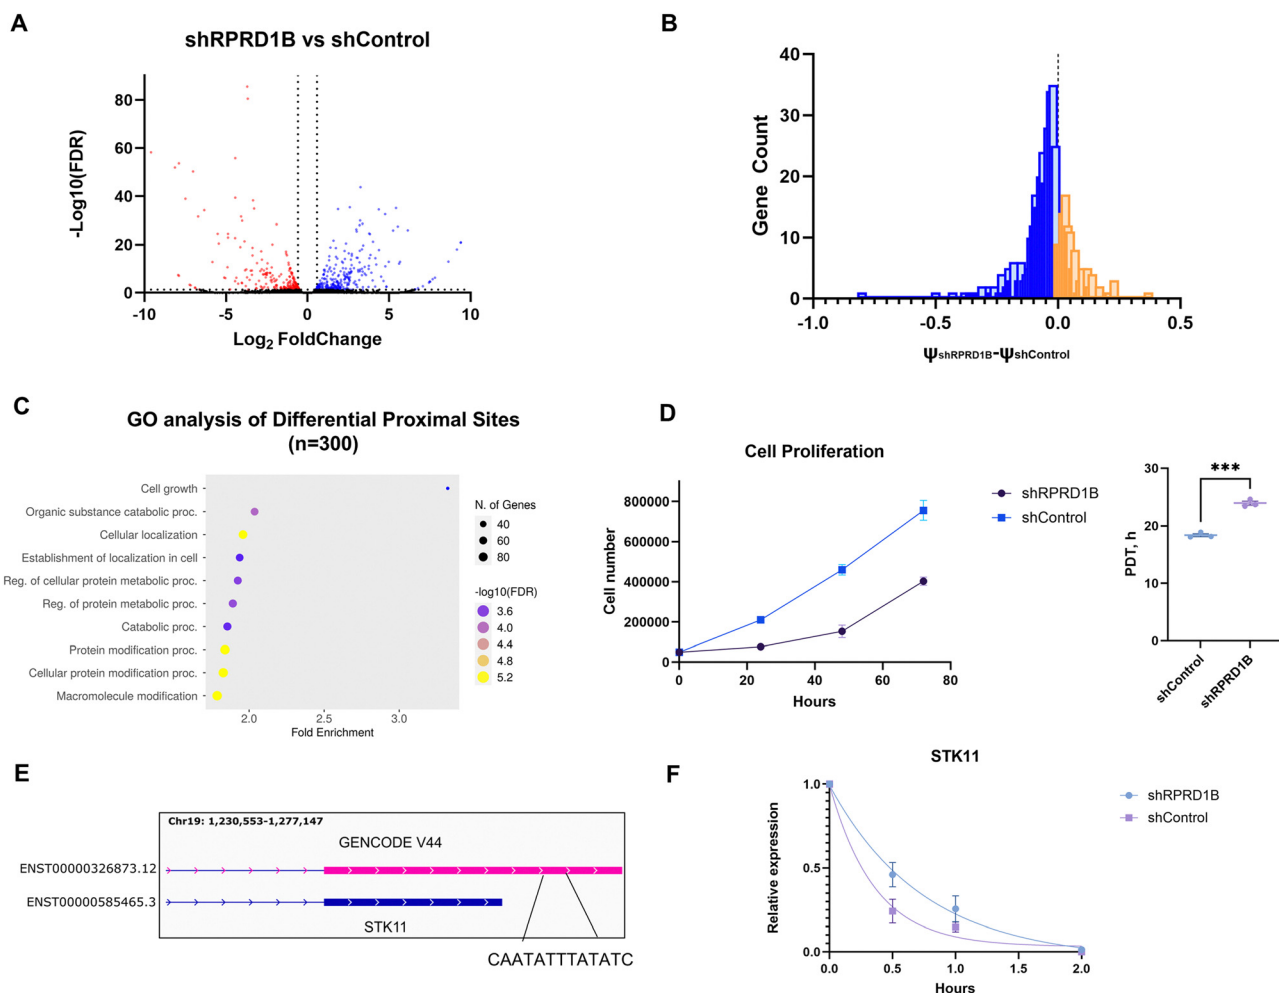 A
shRPRD1B vs shControl
-Log10(FDR)
80
60
40
20
0
-10
-5
0
5
10
Log2 FoldChange
B
Gene Count
40
30
20
10
0
-1.0
-0.5
0.0
0.5
ΨshRPRD1B-ΨshControl
C
GO analysis of Differential Proximal Sites
(n=300)
Cell growth
Organic substance catabolic proc.
Cellular localization
Establishment of localization in cell
Reg. of cellular protein metabolic proc.
Reg. of protein metabolic proc.
Catabolic proc.
Protein modification proc.
Cellular protein modification proc.
Macromolecule modification
2.0
2.5
3.0
Fold Enrichment
N. of Genes
40
60
80
-log10(FDR)
3.6
4.0
4.4
4.8
5.2
D
Cell Proliferation
Cell number
800000
600000
400000
200000
0
0
20
40
60
80
Hours
shRPRD1B
shControl
PDT, h
30
20
10
0
***
shControl
shRPRD1B
E
Chr19: 1,230,553-1,277,147
GENCODE V44
ENST00000326873.12
ENST00000585465.3
STK11
CAATATTTATATC
F
STK11
Relative expression
1.0
0.5
0.0
0.0
0.5
1.0
1.5
2.0
Hours
shRPRD1B
shControl